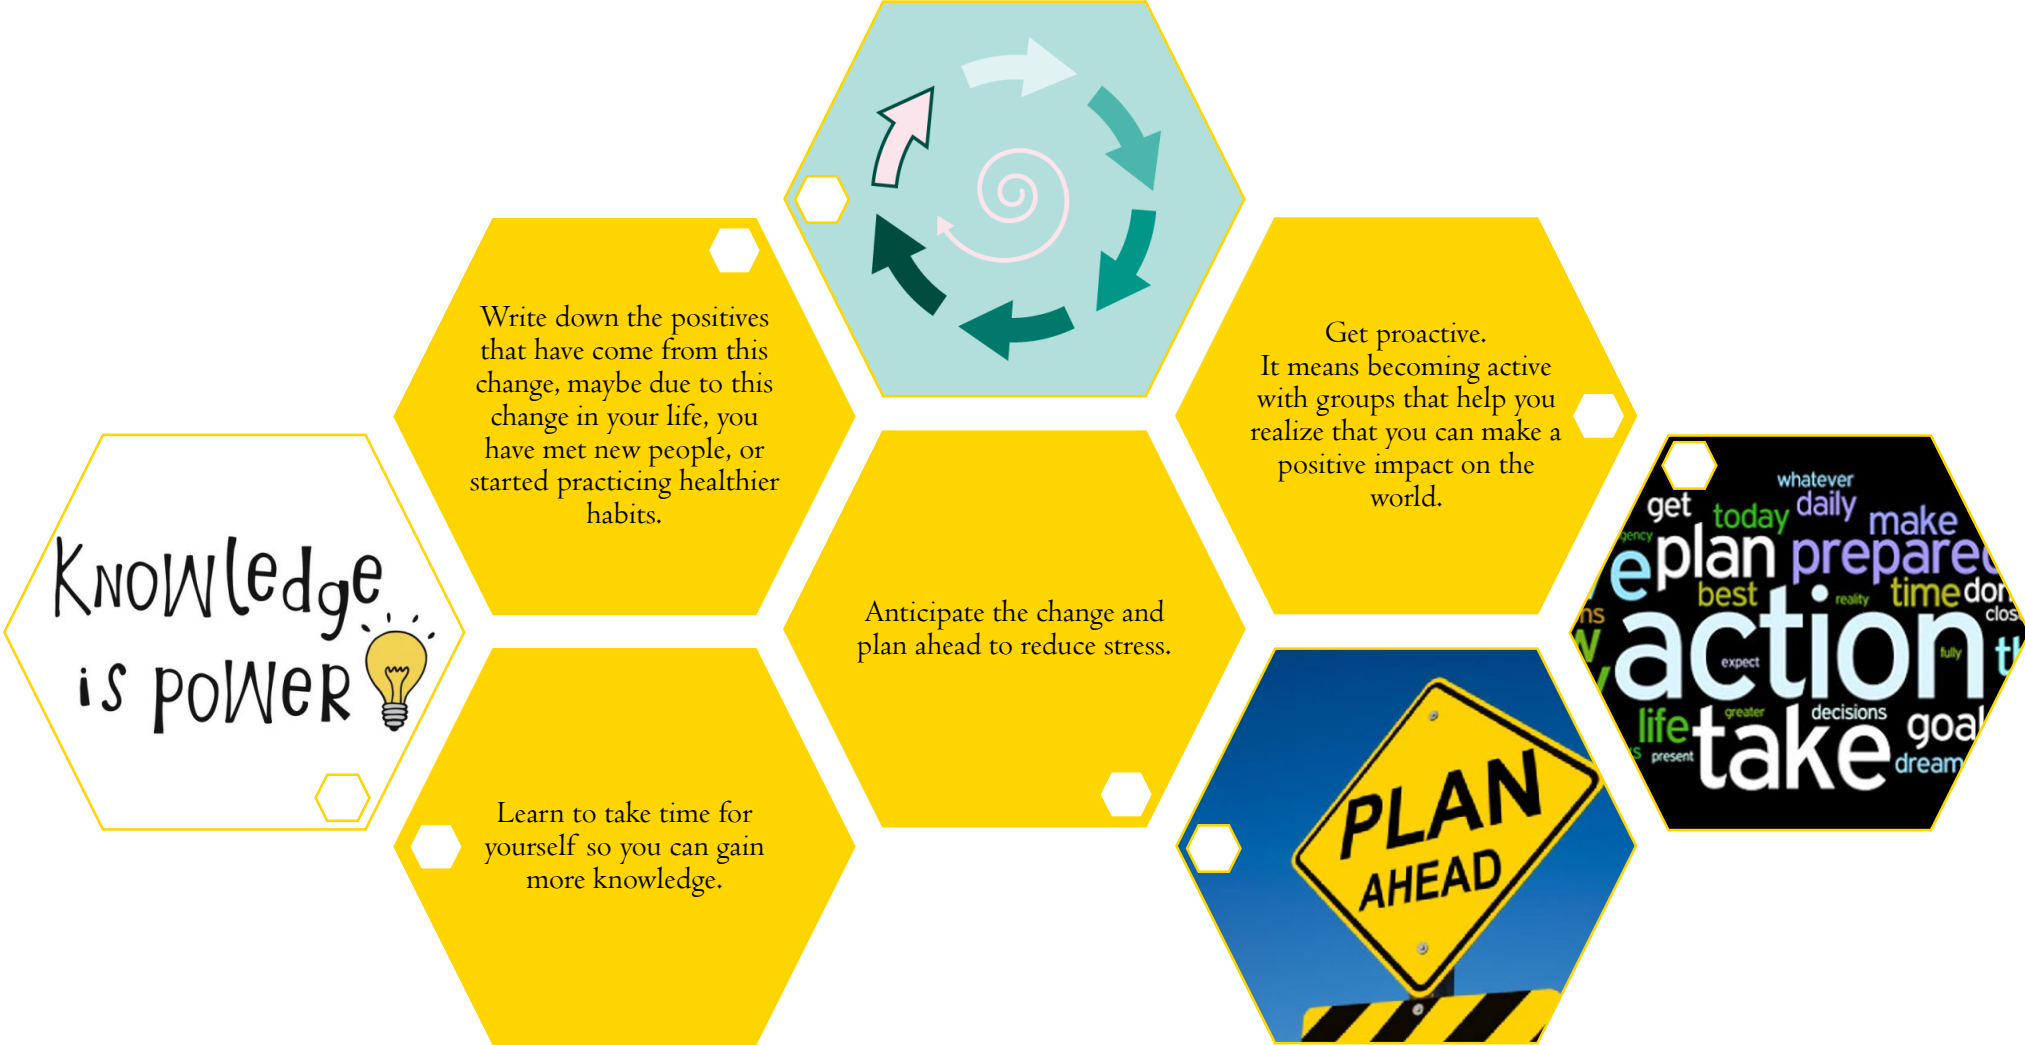 Write down the positives
that have come from this
change, maybe due to this
change in your life, you
have met new people, or
started practicing healthier
habits.
Get proactive.
It means becoming active
with groups that help you
realize that you can make a
positive impact on the
world.
Knowledge
is power
Anticipate the change and
plan ahead to reduce stress.
Learn to take time for
yourself so you can gain
more knowledge.
PLAN
AHEAD
whatever
get today daily make
plan prepared
best reality time
action
expect fully
life greater decisions goal
present take dream